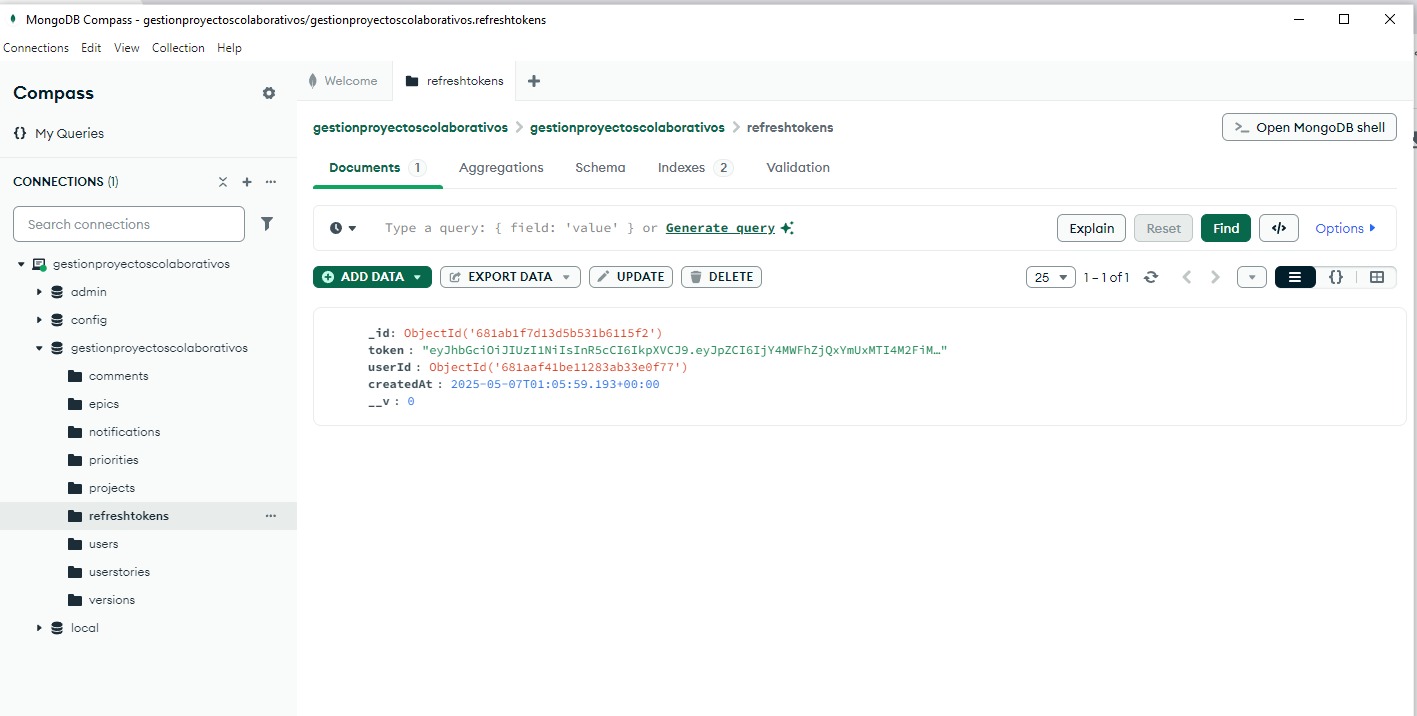 MongoDB Compass - gestionproyectoscolaborativos/gestionproyectoscolaborativos.refreshtokens
Connections Edit View Collection Help
Compass
{} My Queries
CONNECTIONS (1)
Search connections
gestionproyectoscolaborativos
admin
config
gestionproyectoscolaborativos
comments
epics
notifications
priorities
projects
refreshtokens
users
userstories
versions
local
Welcome
refreshtokens
gestionproyectoscolaborativos > gestionproyectoscolaborativos > refreshtokens
>_ Open MongoDB shell
Documents 1 Aggregations Schema Indexes 2 Validation
Type a query: { field: 'value' } or Generate query
Explain Reset Find </> Options
ADD DATA EXPORT DATA UPDATE DELETE
25 1 – 1 of 1 {}
_id: ObjectId('681ab1f7d13d5b531b6115f2')
token : "eyJhbGciOiJIUzI1NiIsInR5cCI6IkpXVCJ9.eyJpZCI6IjY4MWFhZjQxYmUxMTI4M2FiM…"
userId : ObjectId('681aaf41be11283ab33e0f77')
createdAt : 2025-05-07T01:05:59.193+00:00
__v : 0